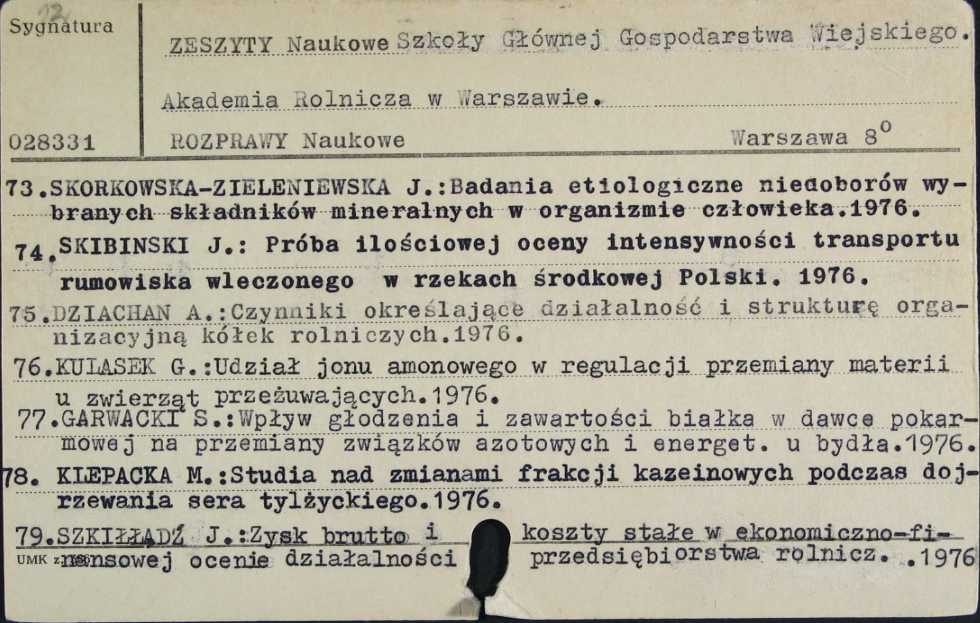 12
Sygnatura
ZESZYTY Naukowe Szkoły Głównej Gospodarstwa Wiejskiego.
Akademia Rolnicza w Warszawie.
028331
ROZPRAWY Naukowe Warszawa 8°
73.SKORKOWSKA-ZIELENIEWSKA J.:Badania etiologiczne niedoborów wy-
branych składników mineralnych w organizmie człowieka.1976.
74.SKIBINSKI J.: Próba ilościowej oceny intensywności transportu
rumowiska wleczonego w rzekach środkowej Polski. 1976.
75.DZIACHAN A.:Czynniki określające działalność i strukturę orga-
nizacyjną kółek rolniczych.1976.
76.KULASEK G.:Udział jonu amonowego w regulacji przemiany materii
u zwierząt przeżuwających.1976.
77.GARWACKI S.:Wpływ głodzenia i zawartości białka w dawce pokar-
mowej na przemiany związków azotowych i energet. u bydła.1976.
78. KLEPACKA M.:Studia nad zmianami frakcji kazeinowych podczas doj-
rzewania sera tylżyckiego.1976.
79.SZKIŁŁĄDŹ J.:Zysk brutto i koszty stałe w ekonomiczno-fi-
UMK nansowej ocenie działalności przedsiębiorstwa rolnicz. .1976